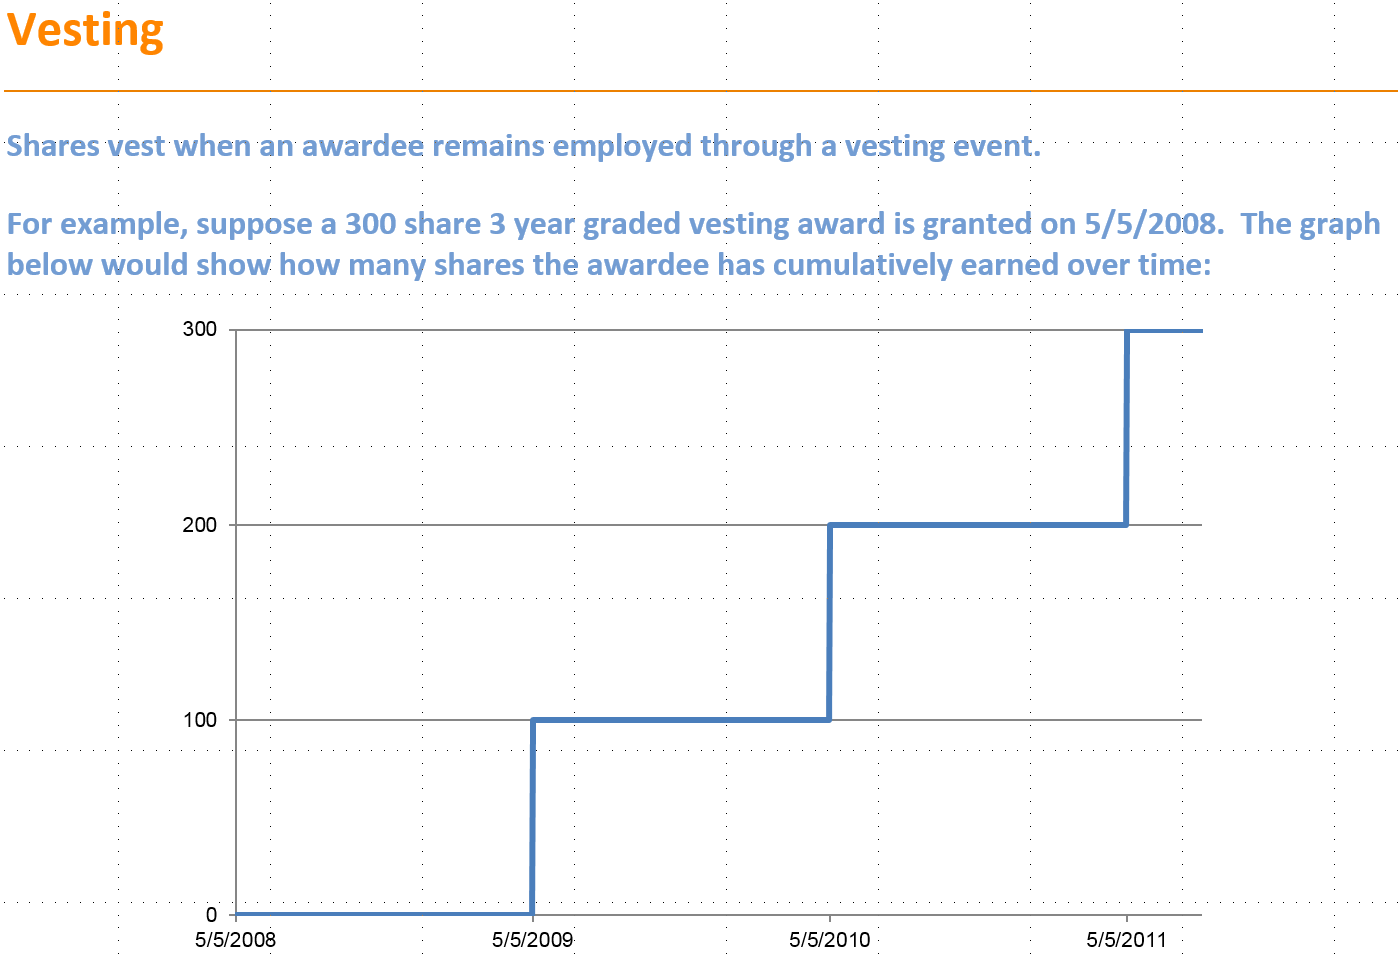 Vesting
Shares vest when an awardee remains employed through a vesting event.
For example, suppose a 300 share 3 year graded vesting award is granted on 5/5/2008.  The graph
below would show how many shares the awardee has cumulatively earned over time:
300
200
100
0
5/5/2008 5/5/2009 5/5/2010 5/5/2011